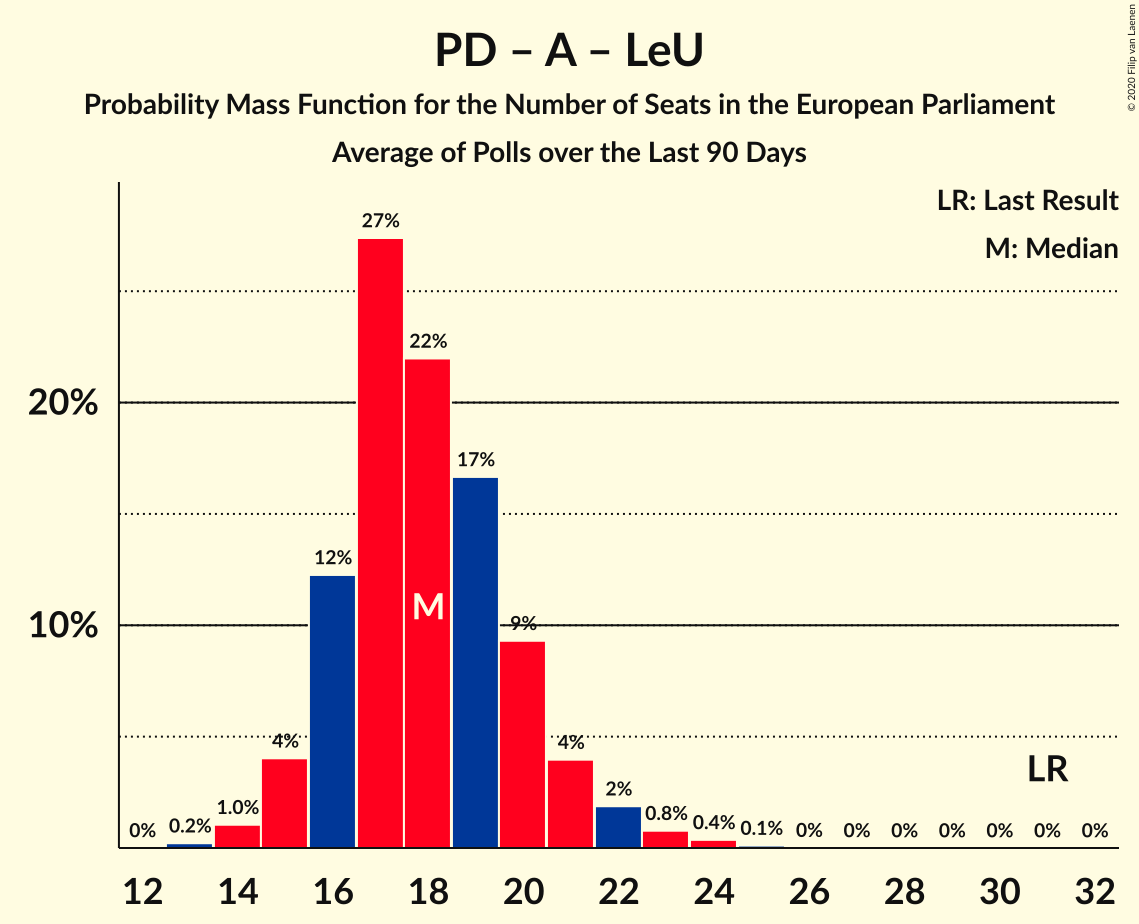 PD – A – LeU
Probability Mass Function for the Number of Seats in the European Parliament
Average of Polls over the Last 90 Days
© 2020 Filip van Laenen
LR: Last Result
M: Median
27%
22%
20%
17%
12%
M
10%
9%
4%
4%
LR
2%
1.0%
0.8%
0.4%
0.2%
0.1%
0%
0%
0%
0%
0%
0%
0%
0%
12 14 16 18 20 22 24 26 28 30 32